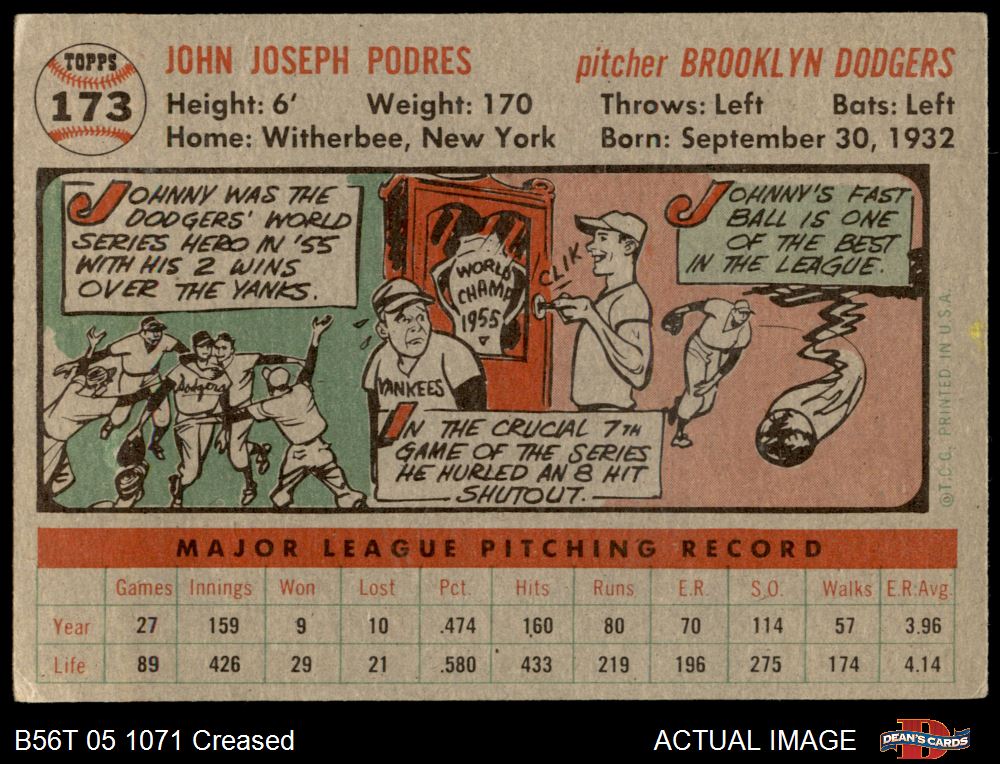 TOPPS
173
JOHN JOSEPH PODRES
pitcher BROOKLYN DODGERS
Height: 6' Weight: 170 Throws: Left Bats: Left
Home: Witherbee, New York Born: September 30, 1932
JOHNNY WAS THE
DODGERS' WORLD
SERIES HERO IN '55
WITH HIS 2 WINS
OVER THE YANKS.
Dodgers
WORLD
CHAMP
1955
CLIK
YANKEES
IN THE CRUCIAL 7TH
GAME OF THE SERIES
HE HURLED AN 8 HIT
SHUTOUT.
JOHNNY'S FAST
BALL IS ONE
OF THE BEST
IN THE LEAGUE.
©T.C.G. PRINTED IN U.S.A.
MAJOR LEAGUE PITCHING RECORD
Games Innings Won Lost Pct. Hits Runs E.R. S.O. Walks E.R.Avg.
Year 27 159 9 10 .474 160 80 70 114 57 3.96
Life 89 426 29 21 .580 433 219 196 275 174 4.14
B56T 05 1071 Creased
ACTUAL IMAGE
D
DEAN'S CARDS